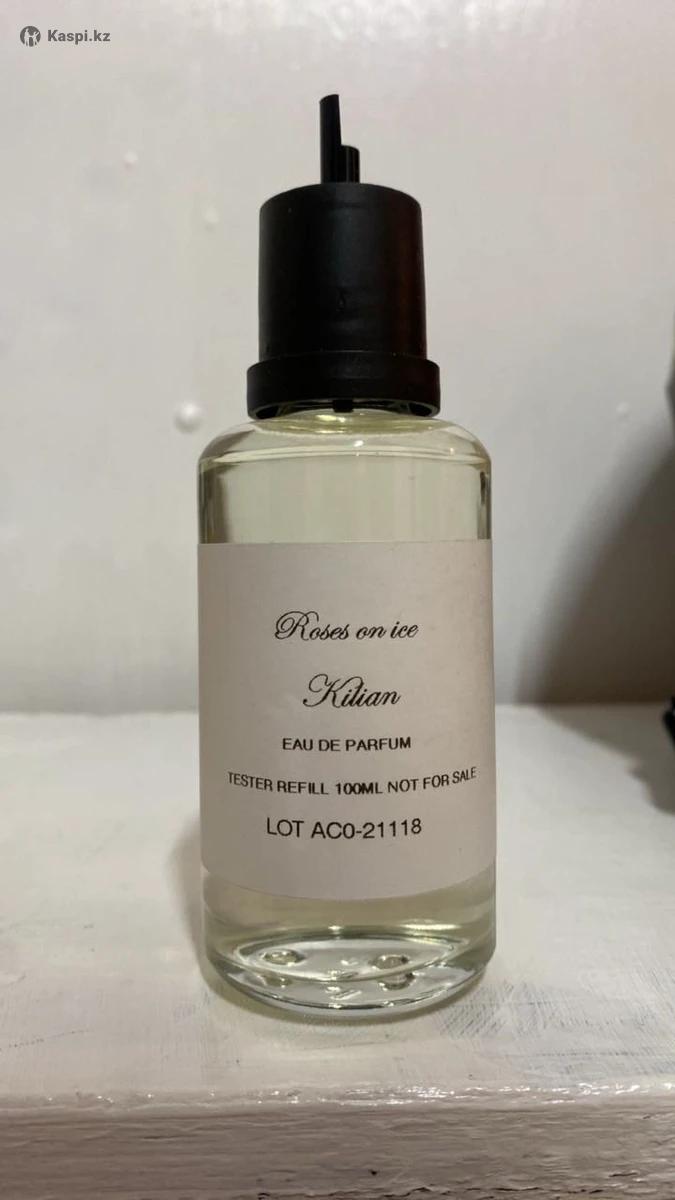 Kaspi.kz
Roses on ice
Kilian
EAU DE PARFUM
TESTER REFILL 100ML NOT FOR SALE
LOT AC0-21118